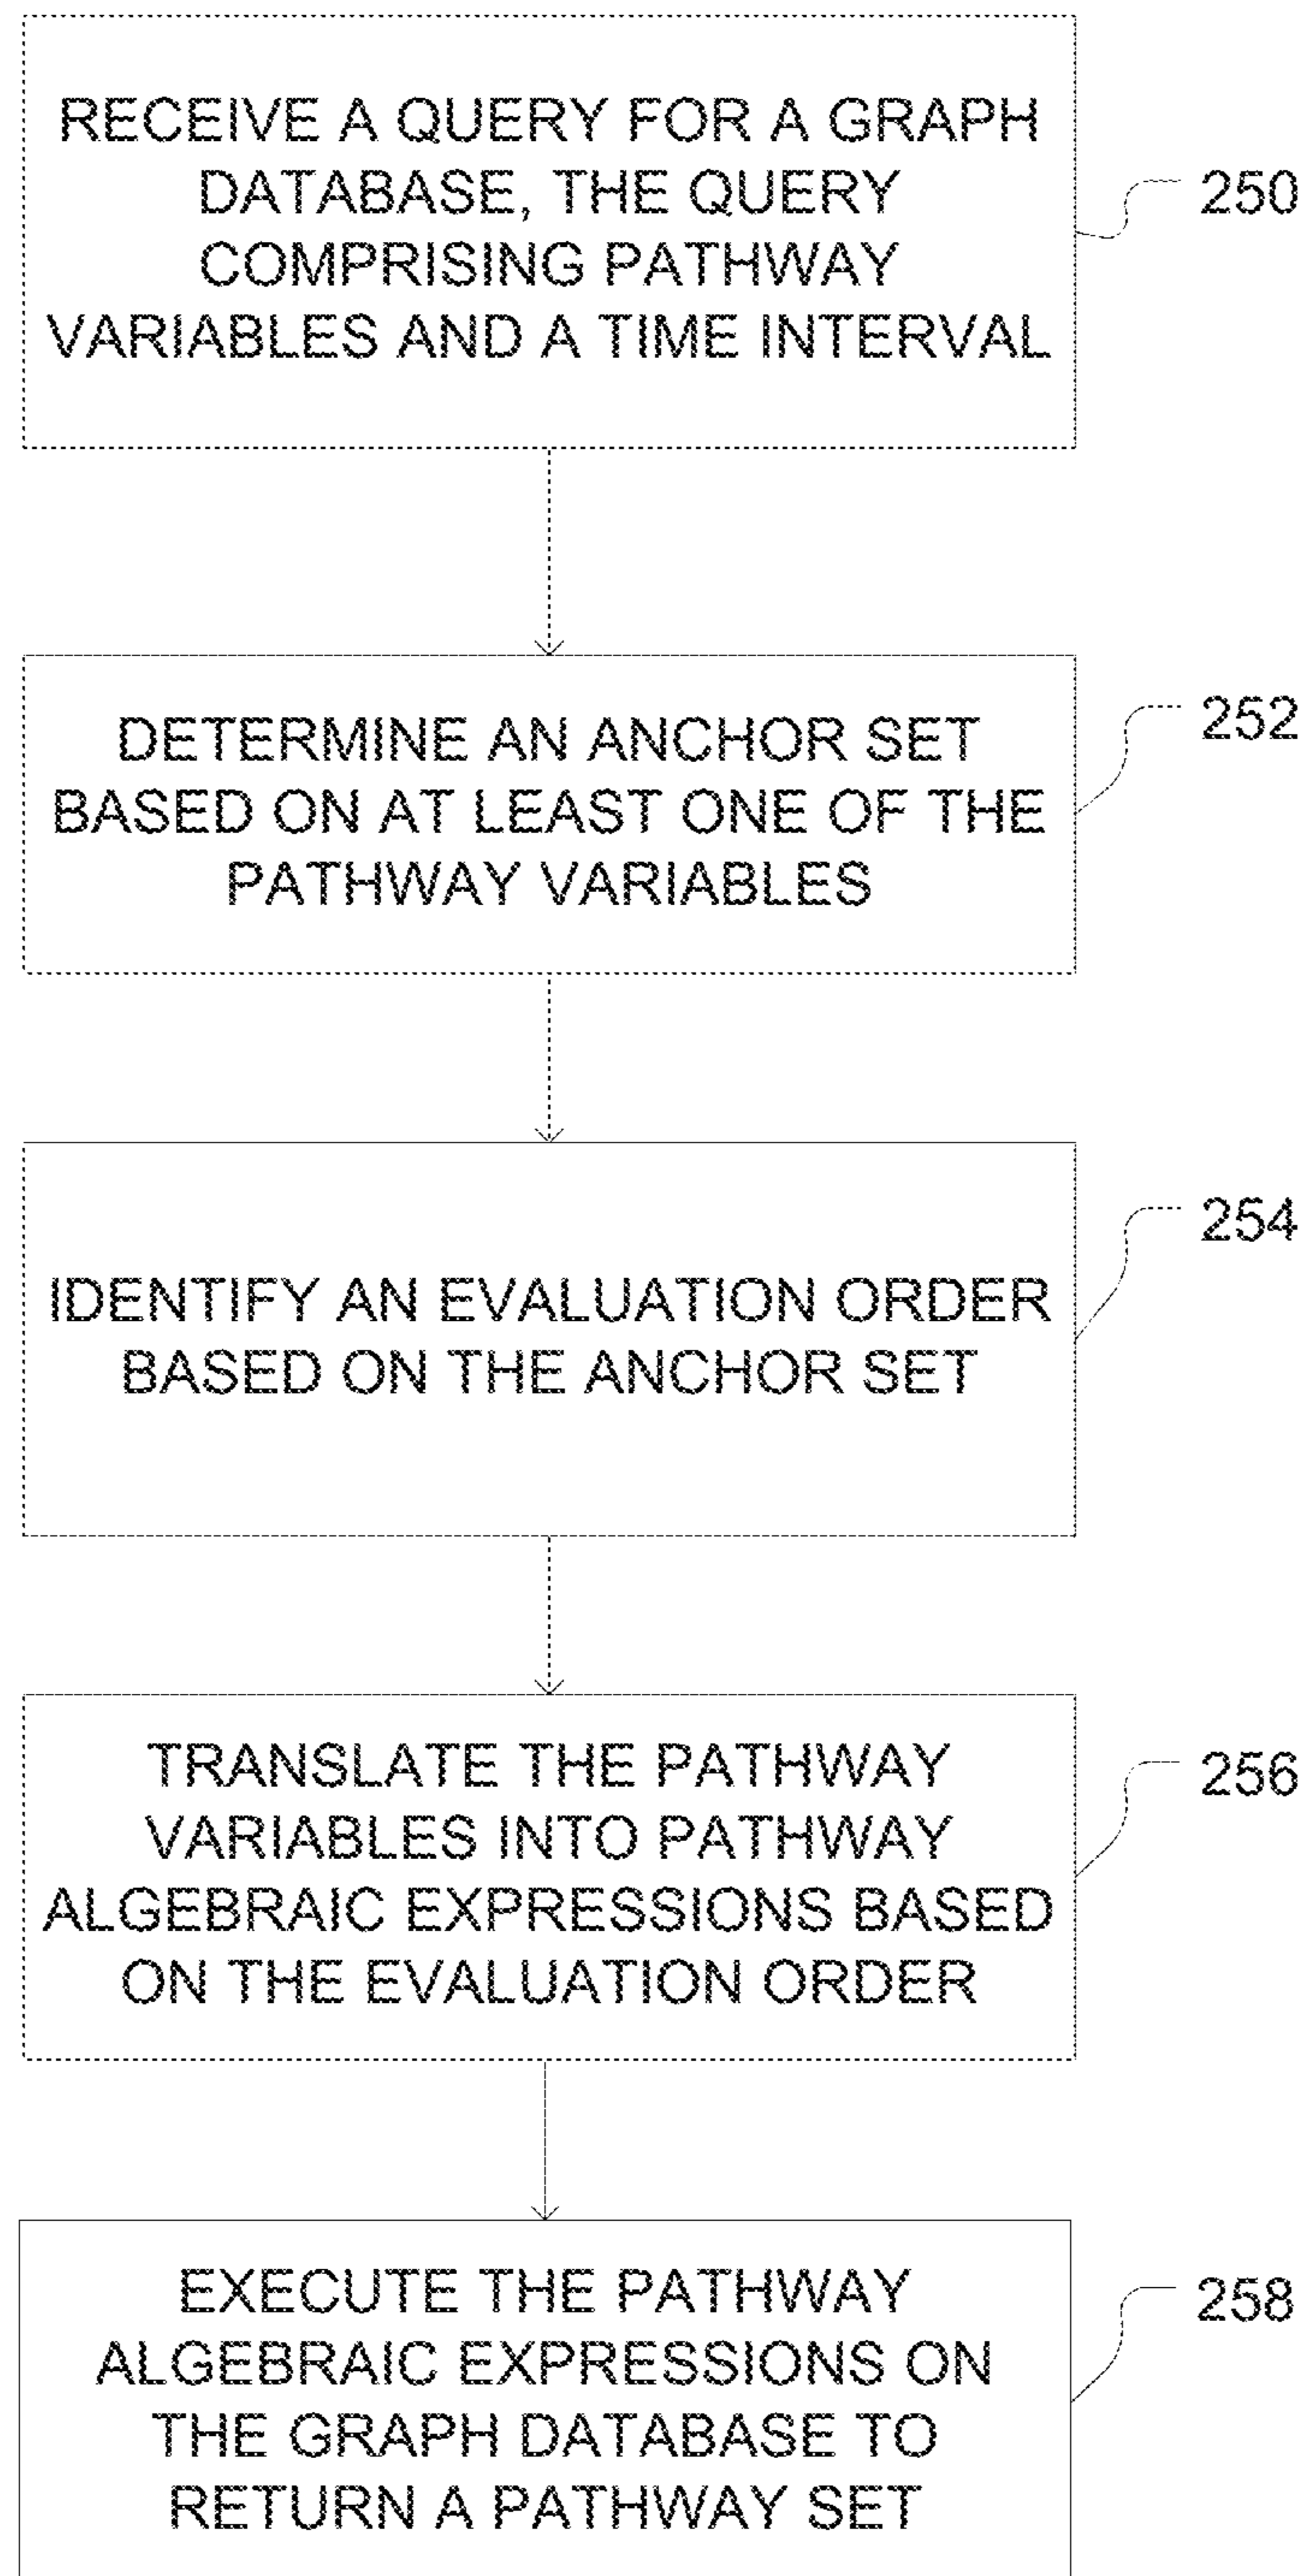 RECEIVE A QUERY FOR A GRAPH
DATABASE, THE QUERY
COMPRISING PATHWAY
VARIABLES AND A TIME INTERVAL
250
DETERMINE AN ANCHOR SET
BASED ON AT LEAST ONE OF THE
PATHWAY VARIABLES
252
IDENTIFY AN EVALUATION ORDER
BASED ON THE ANCHOR SET
254
TRANSLATE THE PATHWAY
VARIABLES INTO PATHWAY
ALGEBRAIC EXPRESSIONS BASED
ON THE EVALUATION ORDER
256
EXECUTE THE PATHWAY
ALGEBRAIC EXPRESSIONS ON
THE GRAPH DATABASE TO
RETURN A PATHWAY SET
258